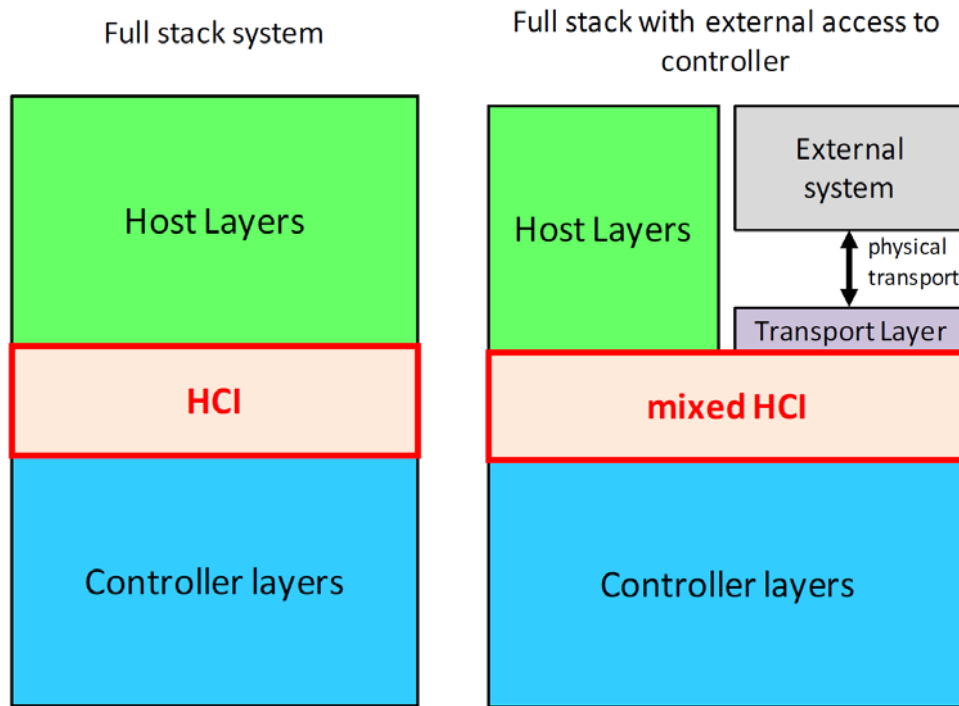 Full stack system
Host Layers
HCI
Controller layers
Full stack with external access to
controller
Host Layers
External
system
physical
transport
Transport Layer
mixed HCI
Controller layers